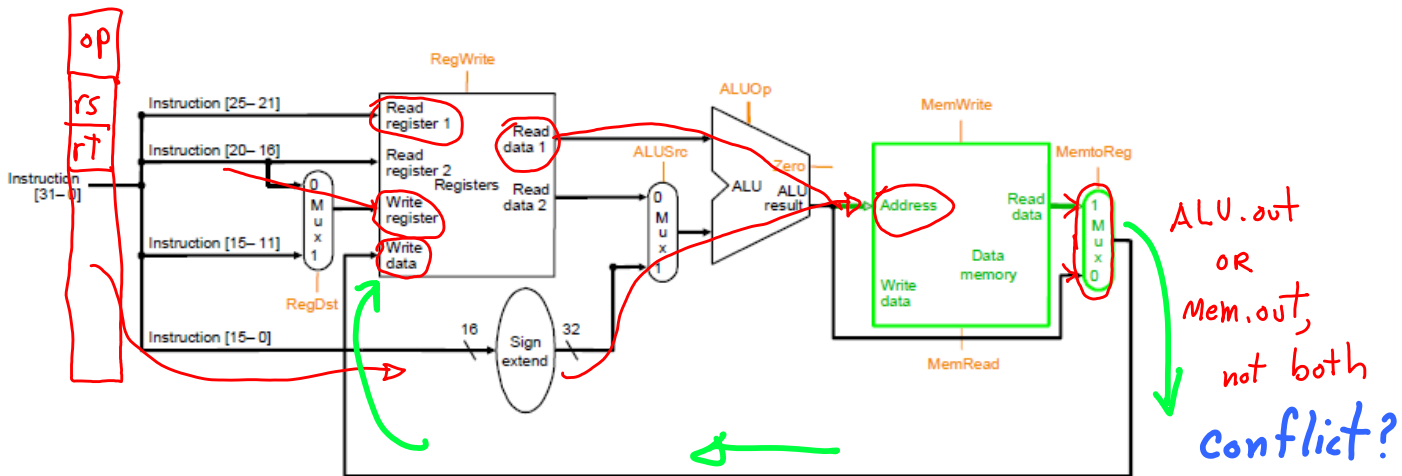 op
rs
rt
Instruction
[31–0]
Instruction [25–21]
Instruction [20–16]
Instruction [15–11]
Instruction [15–0]
0
M
u
x
1
RegDst
RegWrite
Read
register 1
Read
register 2
Registers
Write
register
Write
data
Read
data 1
Read
data 2
16
Sign
extend
32
ALUSrc
0
M
u
x
1
ALUOp
Zero
ALU
ALU
result
MemWrite
Address
Read
data
Data
memory
Write
data
MemRead
MemtoReg
1
M
u
x
0
ALU.out
OR
Mem.out,
not both
conflict?